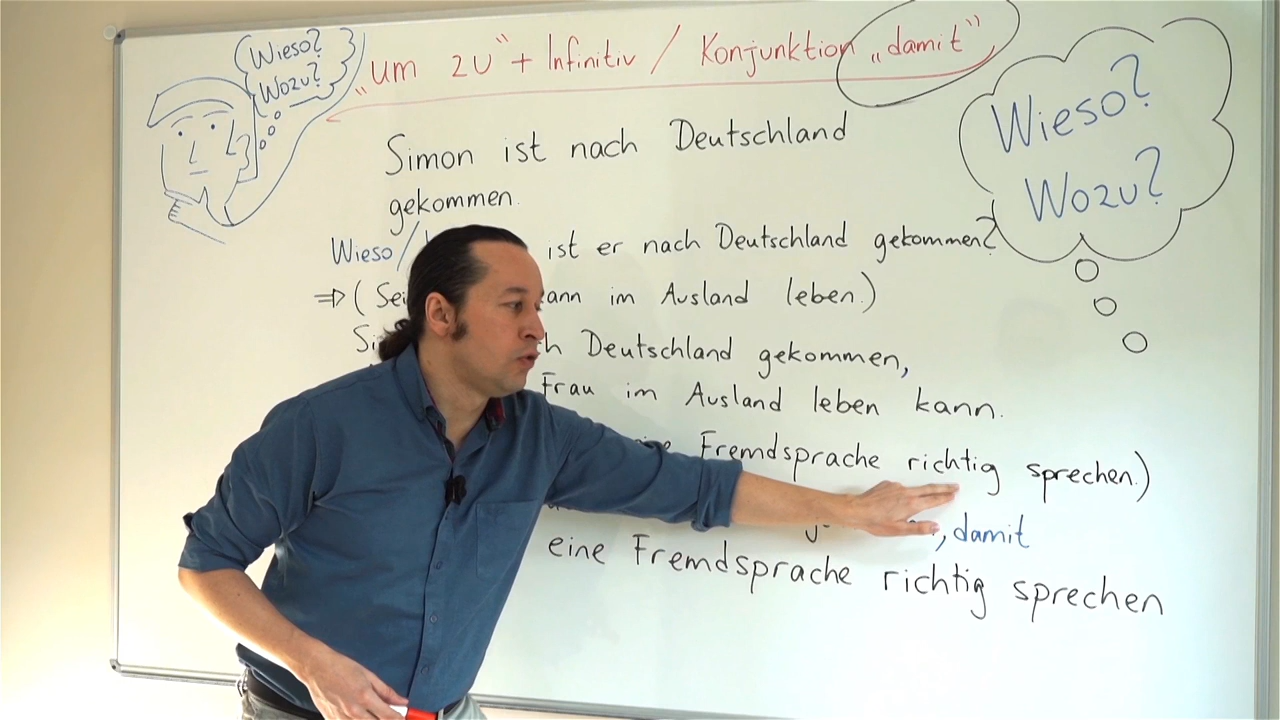 Wieso?
Wozu?
„um zu" + Infinitiv / Konjunktion „damit"
Wieso?
Wozu?
Simon ist nach Deutschland
gekommen.
Wieso/ ist er nach Deutschland gekommen?
⇒ ( ann im Ausland leben.)
h Deutschland gekommen,
Frau im Ausland leben kann.
Fremdsprache richtig sprechen.)
, damit
eine Fremdsprache richtig sprechen